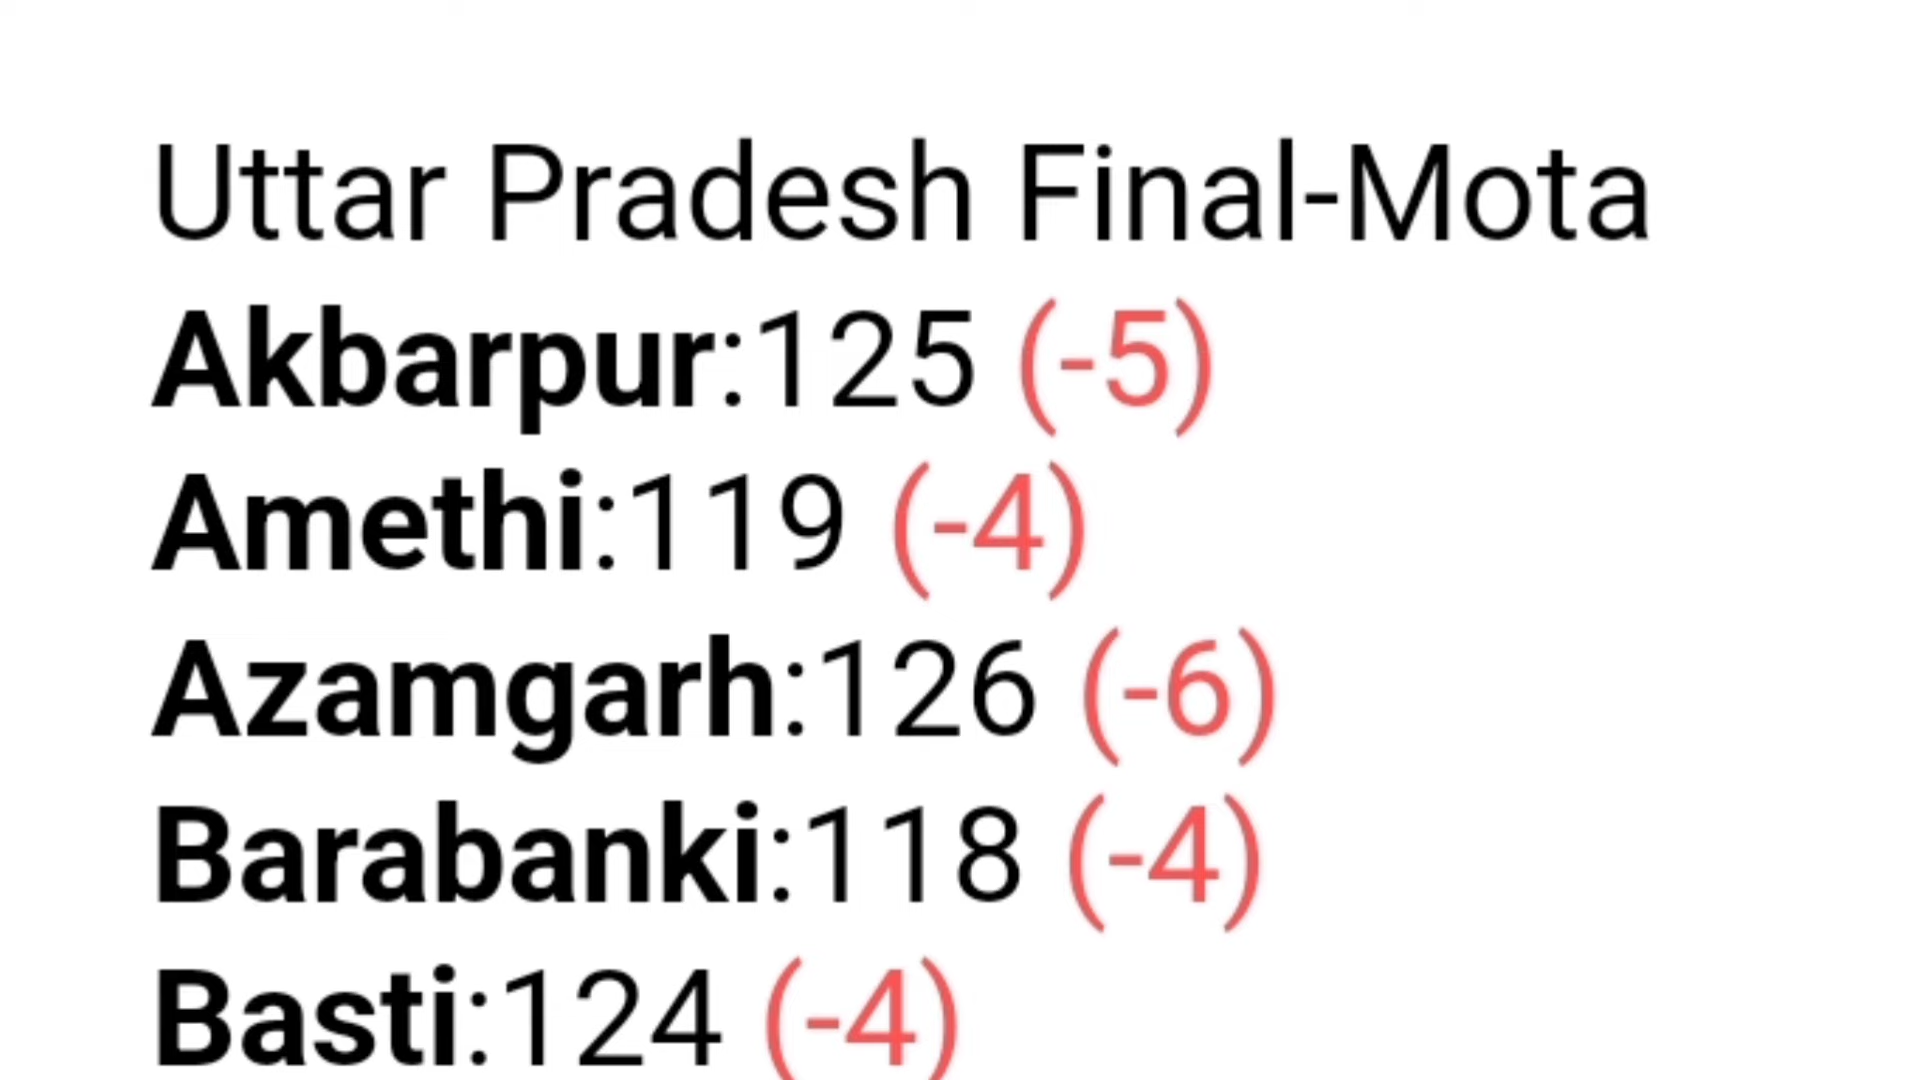 Uttar Pradesh Final-Mota
Akbarpur:125 (-5)
Amethi:119 (-4)
Azamgarh:126 (-6)
Barabanki:118 (-4)
Basti:124 (-4)